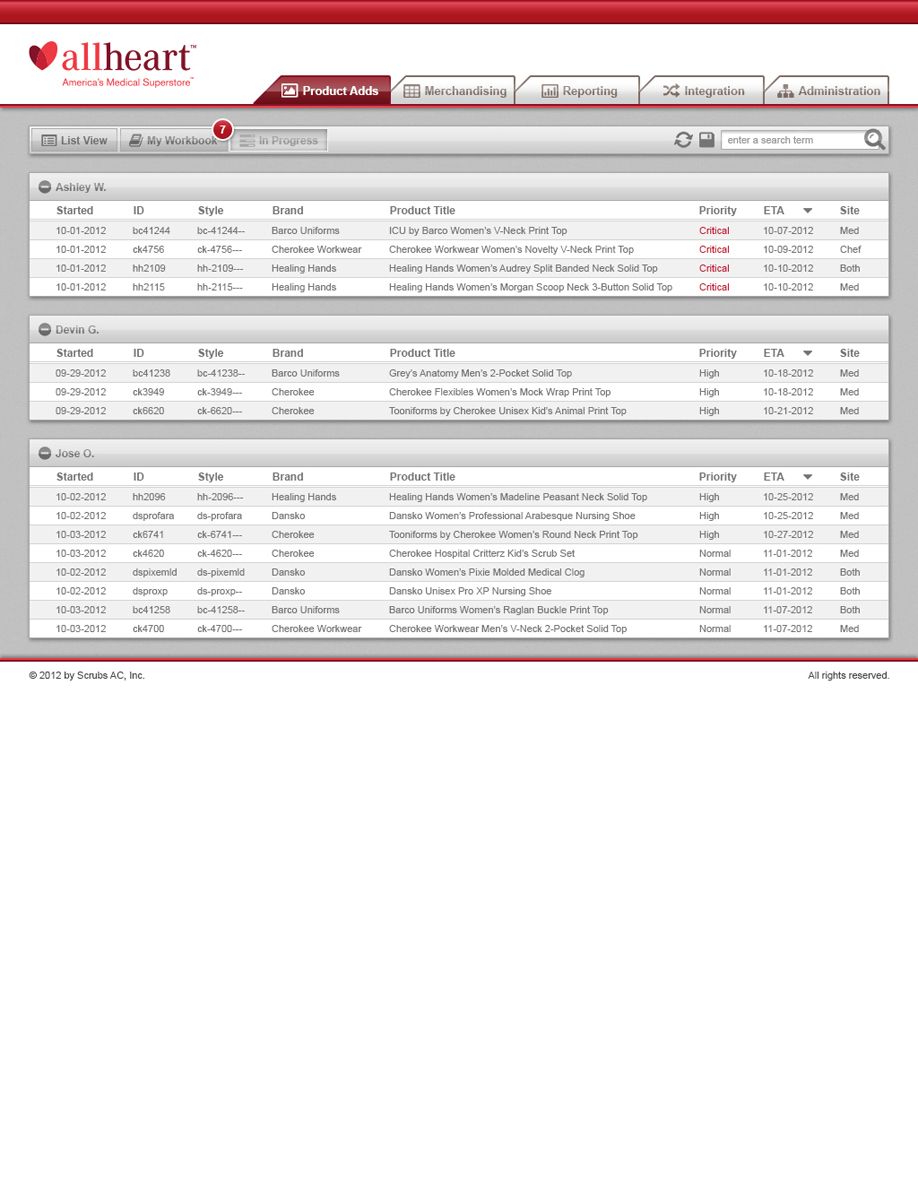 allheart™
America's Medical Superstore™
Product Adds Merchandising Reporting Integration Administration
List View My Workbook 7 In Progress enter a search term
Ashley W.
Started ID Style Brand Product Title Priority ETA Site
10-01-2012 bc41244 bc-41244-- Barco Uniforms ICU by Barco Women's V-Neck Print Top Critical 10-07-2012 Med
10-01-2012 ck4756 ck-4756--- Cherokee Workwear Cherokee Workwear Women's Novelty V-Neck Print Top Critical 10-09-2012 Chef
10-01-2012 hh2109 hh-2109--- Healing Hands Healing Hands Women's Audrey Split Banded Neck Solid Top Critical 10-10-2012 Both
10-01-2012 hh2115 hh-2115--- Healing Hands Healing Hands Women's Morgan Scoop Neck 3-Button Solid Top Critical 10-10-2012 Med
Devin G.
Started ID Style Brand Product Title Priority ETA Site
09-29-2012 bc41238 bc-41238-- Barco Uniforms Grey's Anatomy Men's 2-Pocket Solid Top High 10-18-2012 Med
09-29-2012 ck3949 ck-3949--- Cherokee Cherokee Flexibles Women's Mock Wrap Print Top High 10-18-2012 Med
09-29-2012 ck6620 ck-6620--- Cherokee Tooniforms by Cherokee Unisex Kid's Animal Print Top High 10-21-2012 Med
Jose O.
Started ID Style Brand Product Title Priority ETA Site
10-02-2012 hh2096 hh-2096--- Healing Hands Healing Hands Women's Madeline Peasant Neck Solid Top High 10-25-2012 Med
10-02-2012 dsprofara ds-profara Dansko Dansko Women's Professional Arabesque Nursing Shoe High 10-25-2012 Med
10-03-2012 ck6741 ck-6741--- Cherokee Tooniforms by Cherokee Women's Round Neck Print Top High 10-27-2012 Med
10-03-2012 ck4620 ck-4620--- Cherokee Cherokee Hospital Critterz Kid's Scrub Set Normal 11-01-2012 Med
10-02-2012 dspixemld ds-pixemld Dansko Dansko Women's Pixie Molded Medical Clog Normal 11-01-2012 Both
10-02-2012 dsproxp ds-proxp-- Dansko Dansko Unisex Pro XP Nursing Shoe Normal 11-01-2012 Both
10-03-2012 bc41258 bc-41258-- Barco Uniforms Barco Uniforms Women's Raglan Buckle Print Top Normal 11-07-2012 Both
10-03-2012 ck4700 ck-4700--- Cherokee Workwear Cherokee Workwear Men's V-Neck 2-Pocket Solid Top Normal 11-07-2012 Med
© 2012 by Scrubs AC, Inc. All rights reserved.